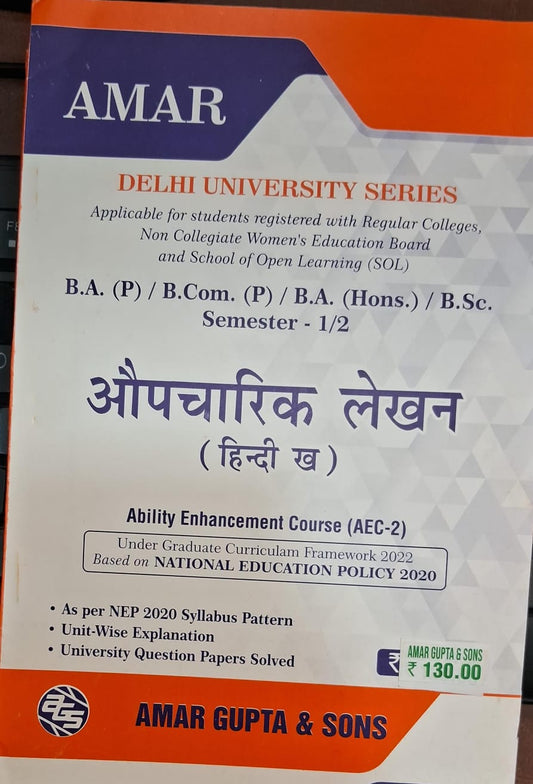 AMAR
DELHI UNIVERSITY SERIES
Applicable for students registered with Regular Colleges,
Non Collegiate Women's Education Board
and School of Open Learning (SOL)
B.A. (P) / B.Com. (P) / B.A. (Hons.) / B.Sc.
Semester - 1/2
औपचारिक लेखन
( हिन्दी ख )
Ability Enhancement Course (AEC-2)
Under Graduate Curriculam Framework 2022
Based on NATIONAL EDUCATION POLICY 2020
• As per NEP 2020 Syllabus Pattern
• Unit-Wise Explanation
• University Question Papers Solved
₹
AMAR GUPTA & SONS
₹ 130.00
AGS
AMAR GUPTA & SONS